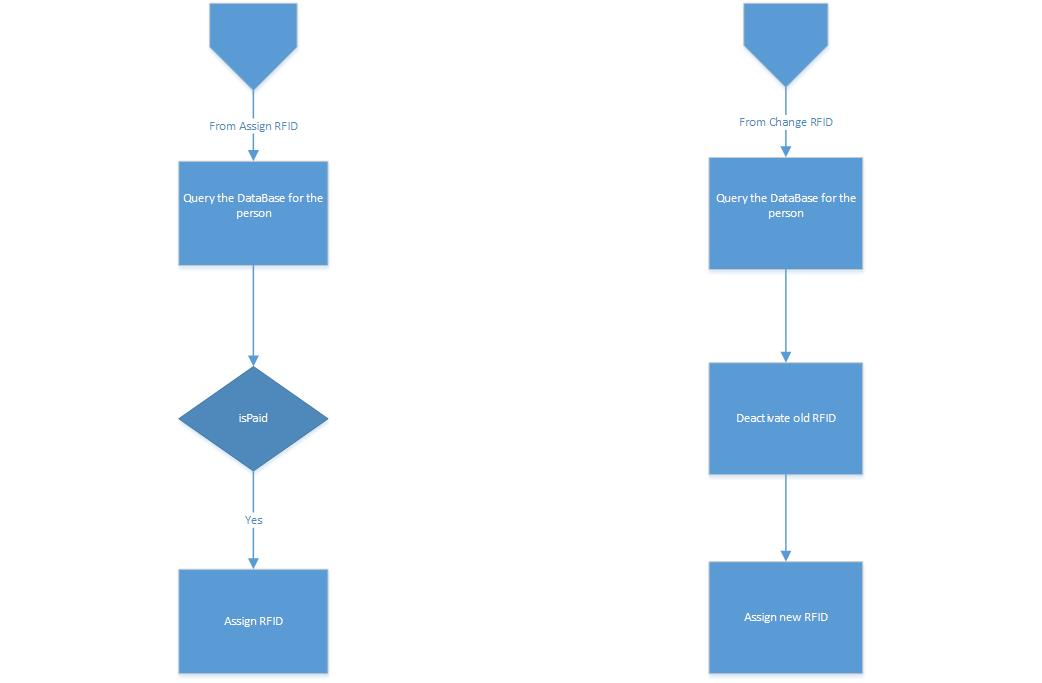 From Assign RFID
Query the DataBase for the
person
isPaid
Yes
Assign RFID
From Change RFID
Query the DataBase for the
person
Deactivate old RFID
Assign new RFID